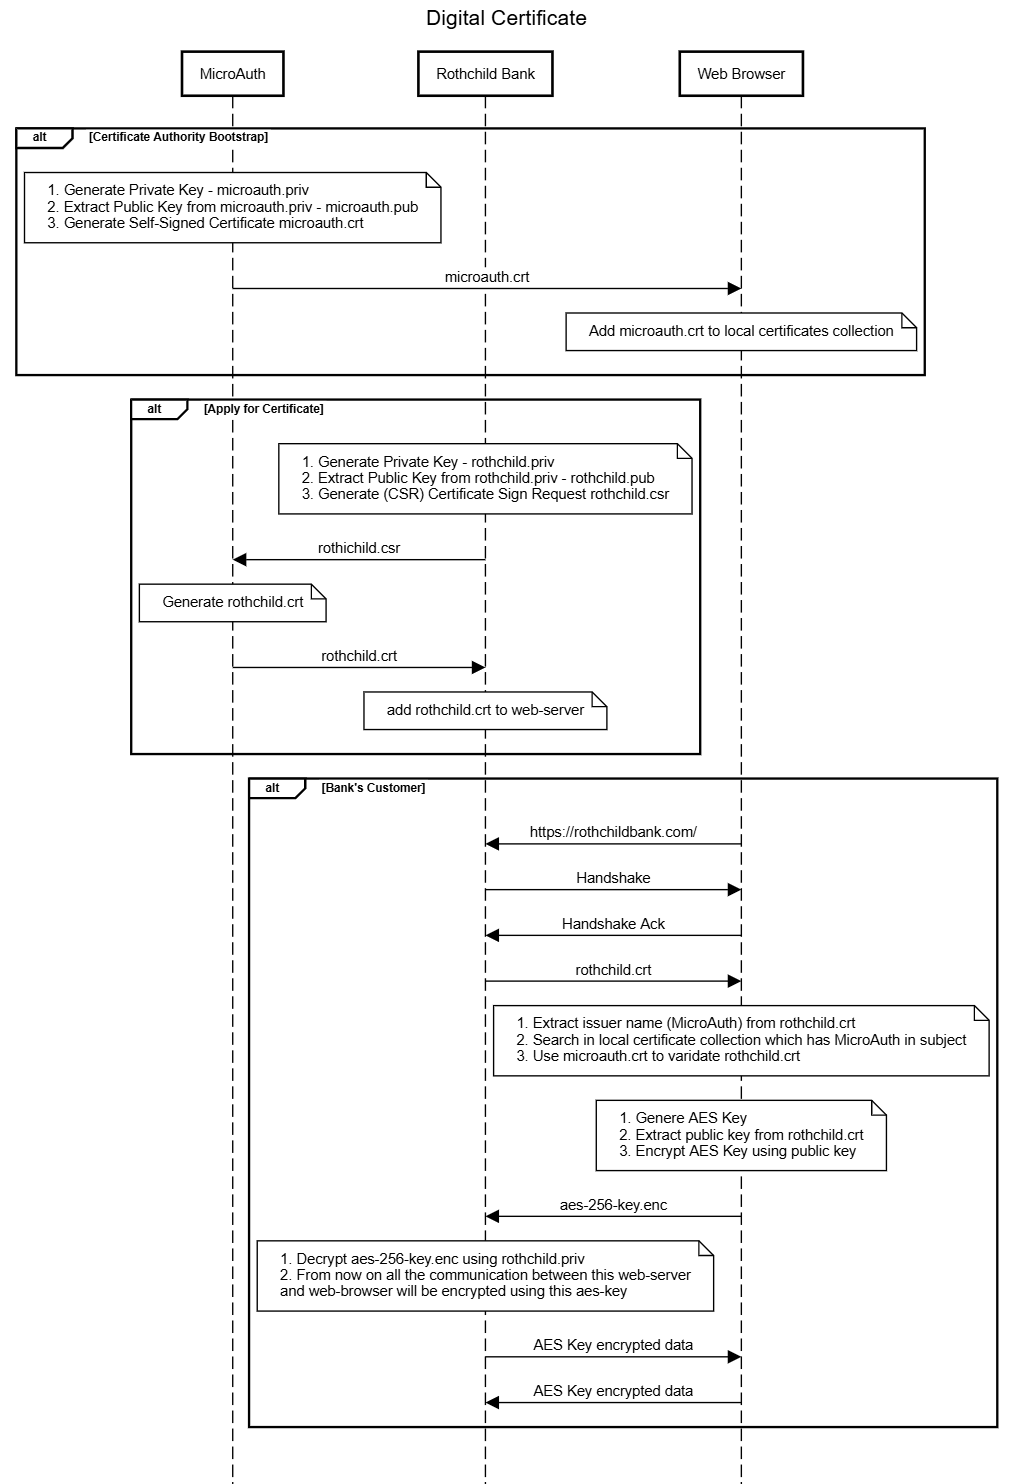 Digital Certificate
MicroAuth
Rothchild Bank
Web Browser
alt
[Certificate Authority Bootstrap]
1. Generate Private Key - microauth.priv
2. Extract Public Key from microauth.priv - microauth.pub
3. Generate Self-Signed Certificate microauth.crt
microauth.crt
Add microauth.crt to local certificates collection
alt
[Apply for Certificate]
1. Generate Private Key - rothchild.priv
2. Extract Public Key from rothchild.priv - rothchild.pub
3. Generate (CSR) Certificate Sign Request rothchild.csr
rothichild.csr
Generate rothchild.crt
rothchild.crt
add rothchild.crt to web-server
alt
[Bank's Customer]
https://rothchildbank.com/
Handshake
Handshake Ack
rothchild.crt
1. Extract issuer name (MicroAuth) from rothchild.crt
2. Search in local certificate collection which has MicroAuth in subject
3. Use microauth.crt to varidate rothchild.crt
1. Genere AES Key
2. Extract public key from rothchild.crt
3. Encrypt AES Key using public key
aes-256-key.enc
1. Decrypt aes-256-key.enc using rothchild.priv
2. From now on all the communication between this web-server
and web-browser will be encrypted using this aes-key
AES Key encrypted data
AES Key encrypted data